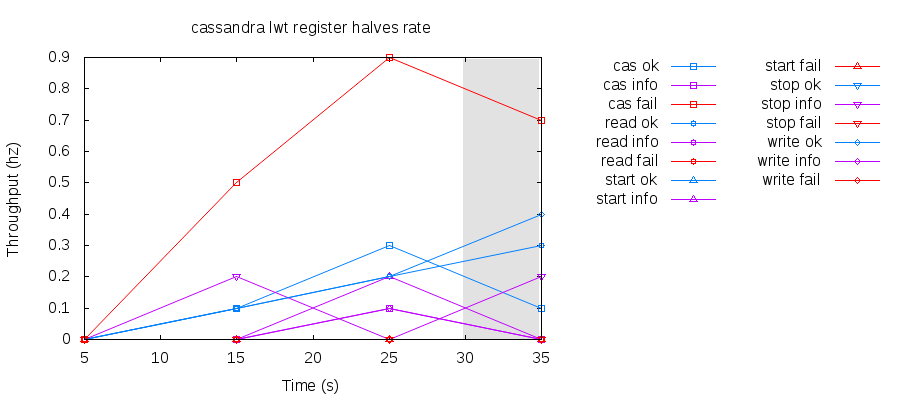 cassandra lwt register halves rate
0.9
0.8
0.7
0.6
0.5
0.4
0.3
0.2
0.1
0
5
10
15
20
25
30
35
Throughput (hz)
Time (s)
cas ok
cas info
cas fail
read ok
read info
read fail
start ok
start info
start fail
stop ok
stop info
stop fail
write ok
write info
write fail